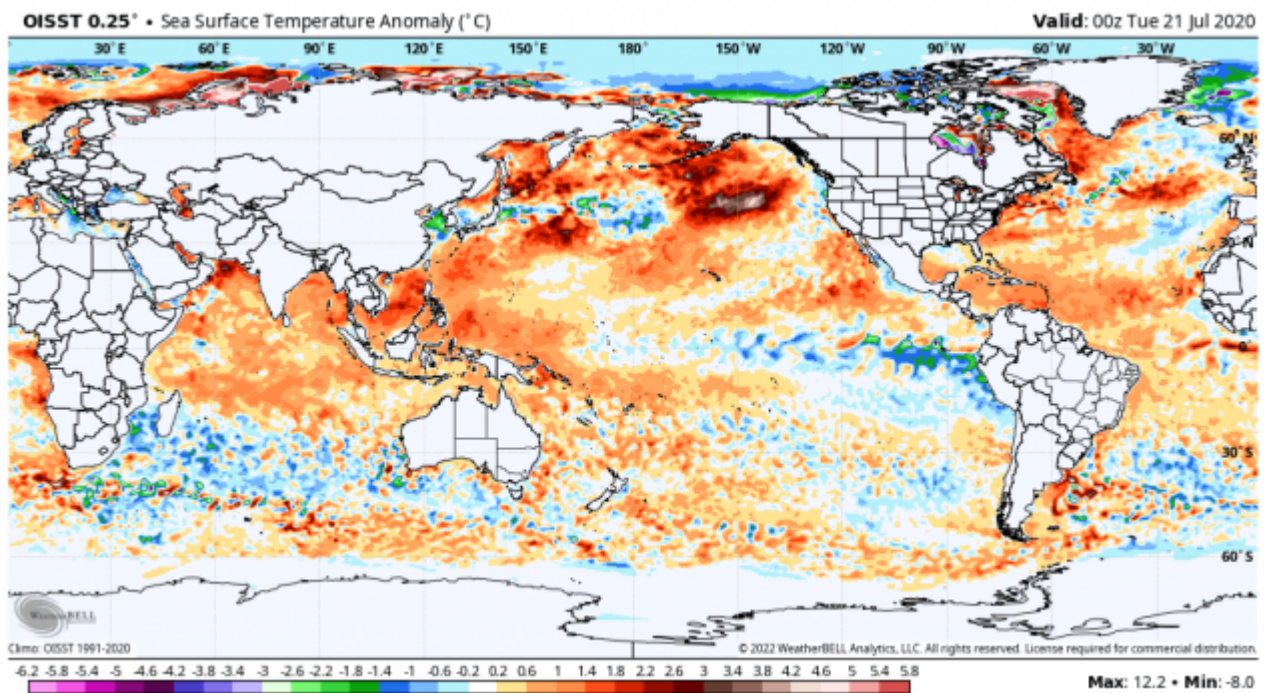 OISST 0.25° • Sea Surface Temperature Anomaly (°C)
Valid: 00z Tue 21 Jul 2020
30°E 60°E 90°E 120°E 150°E 180° 150°W 120°W 90°W 60°W 30°W
60°N
30°N
0°
30°S
60°S
WeatherBELL
Climo: OISST 1991-2020
© 2022 WeatherBELL Analytics, LLC. All rights reserved. License required for commercial distribution.
-6.2 -5.8 -5.4 -5 -4.6 -4.2 -3.8 -3.4 -3 -2.6 -2.2 -1.8 -1.4 -1 -0.6 -0.2 0.2 0.6 1 1.4 1.8 2.2 2.6 3 3.4 3.8 4.2 4.6 5 5.4 5.8
Max: 12.2 • Min: -8.0